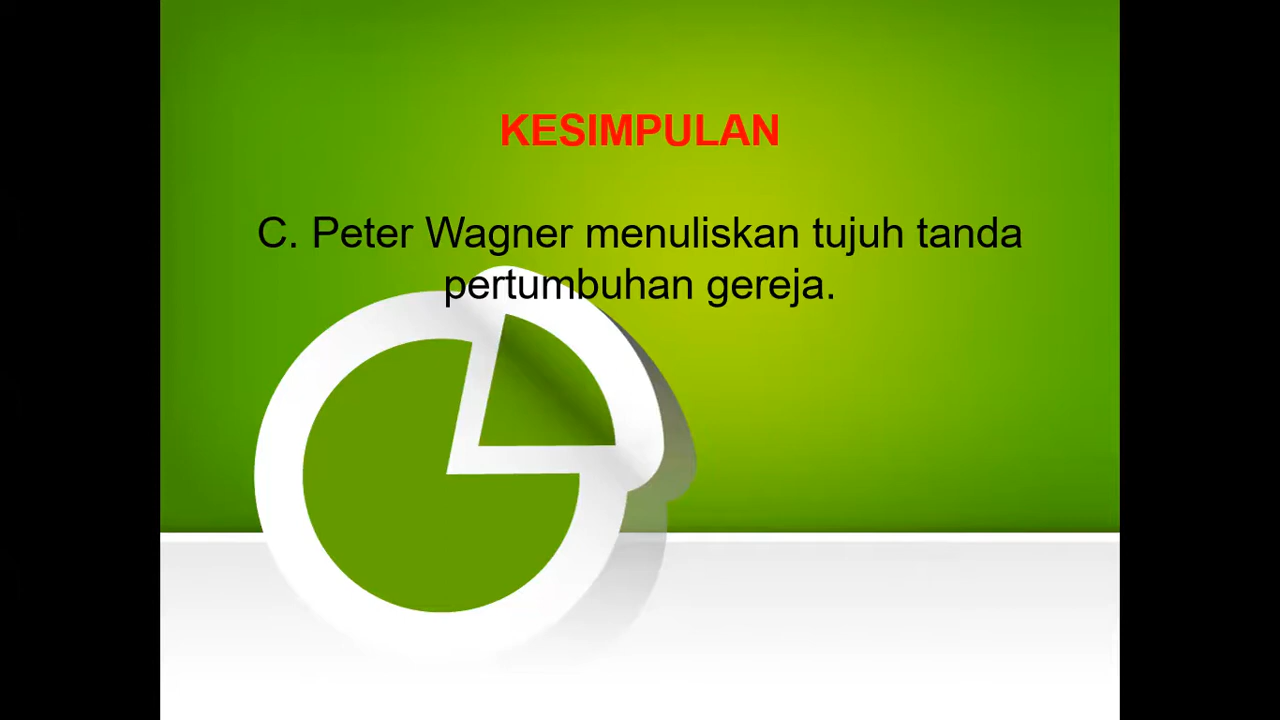 KESIMPULAN
C. Peter Wagner menuliskan tujuh tanda
pertumbuhan gereja.